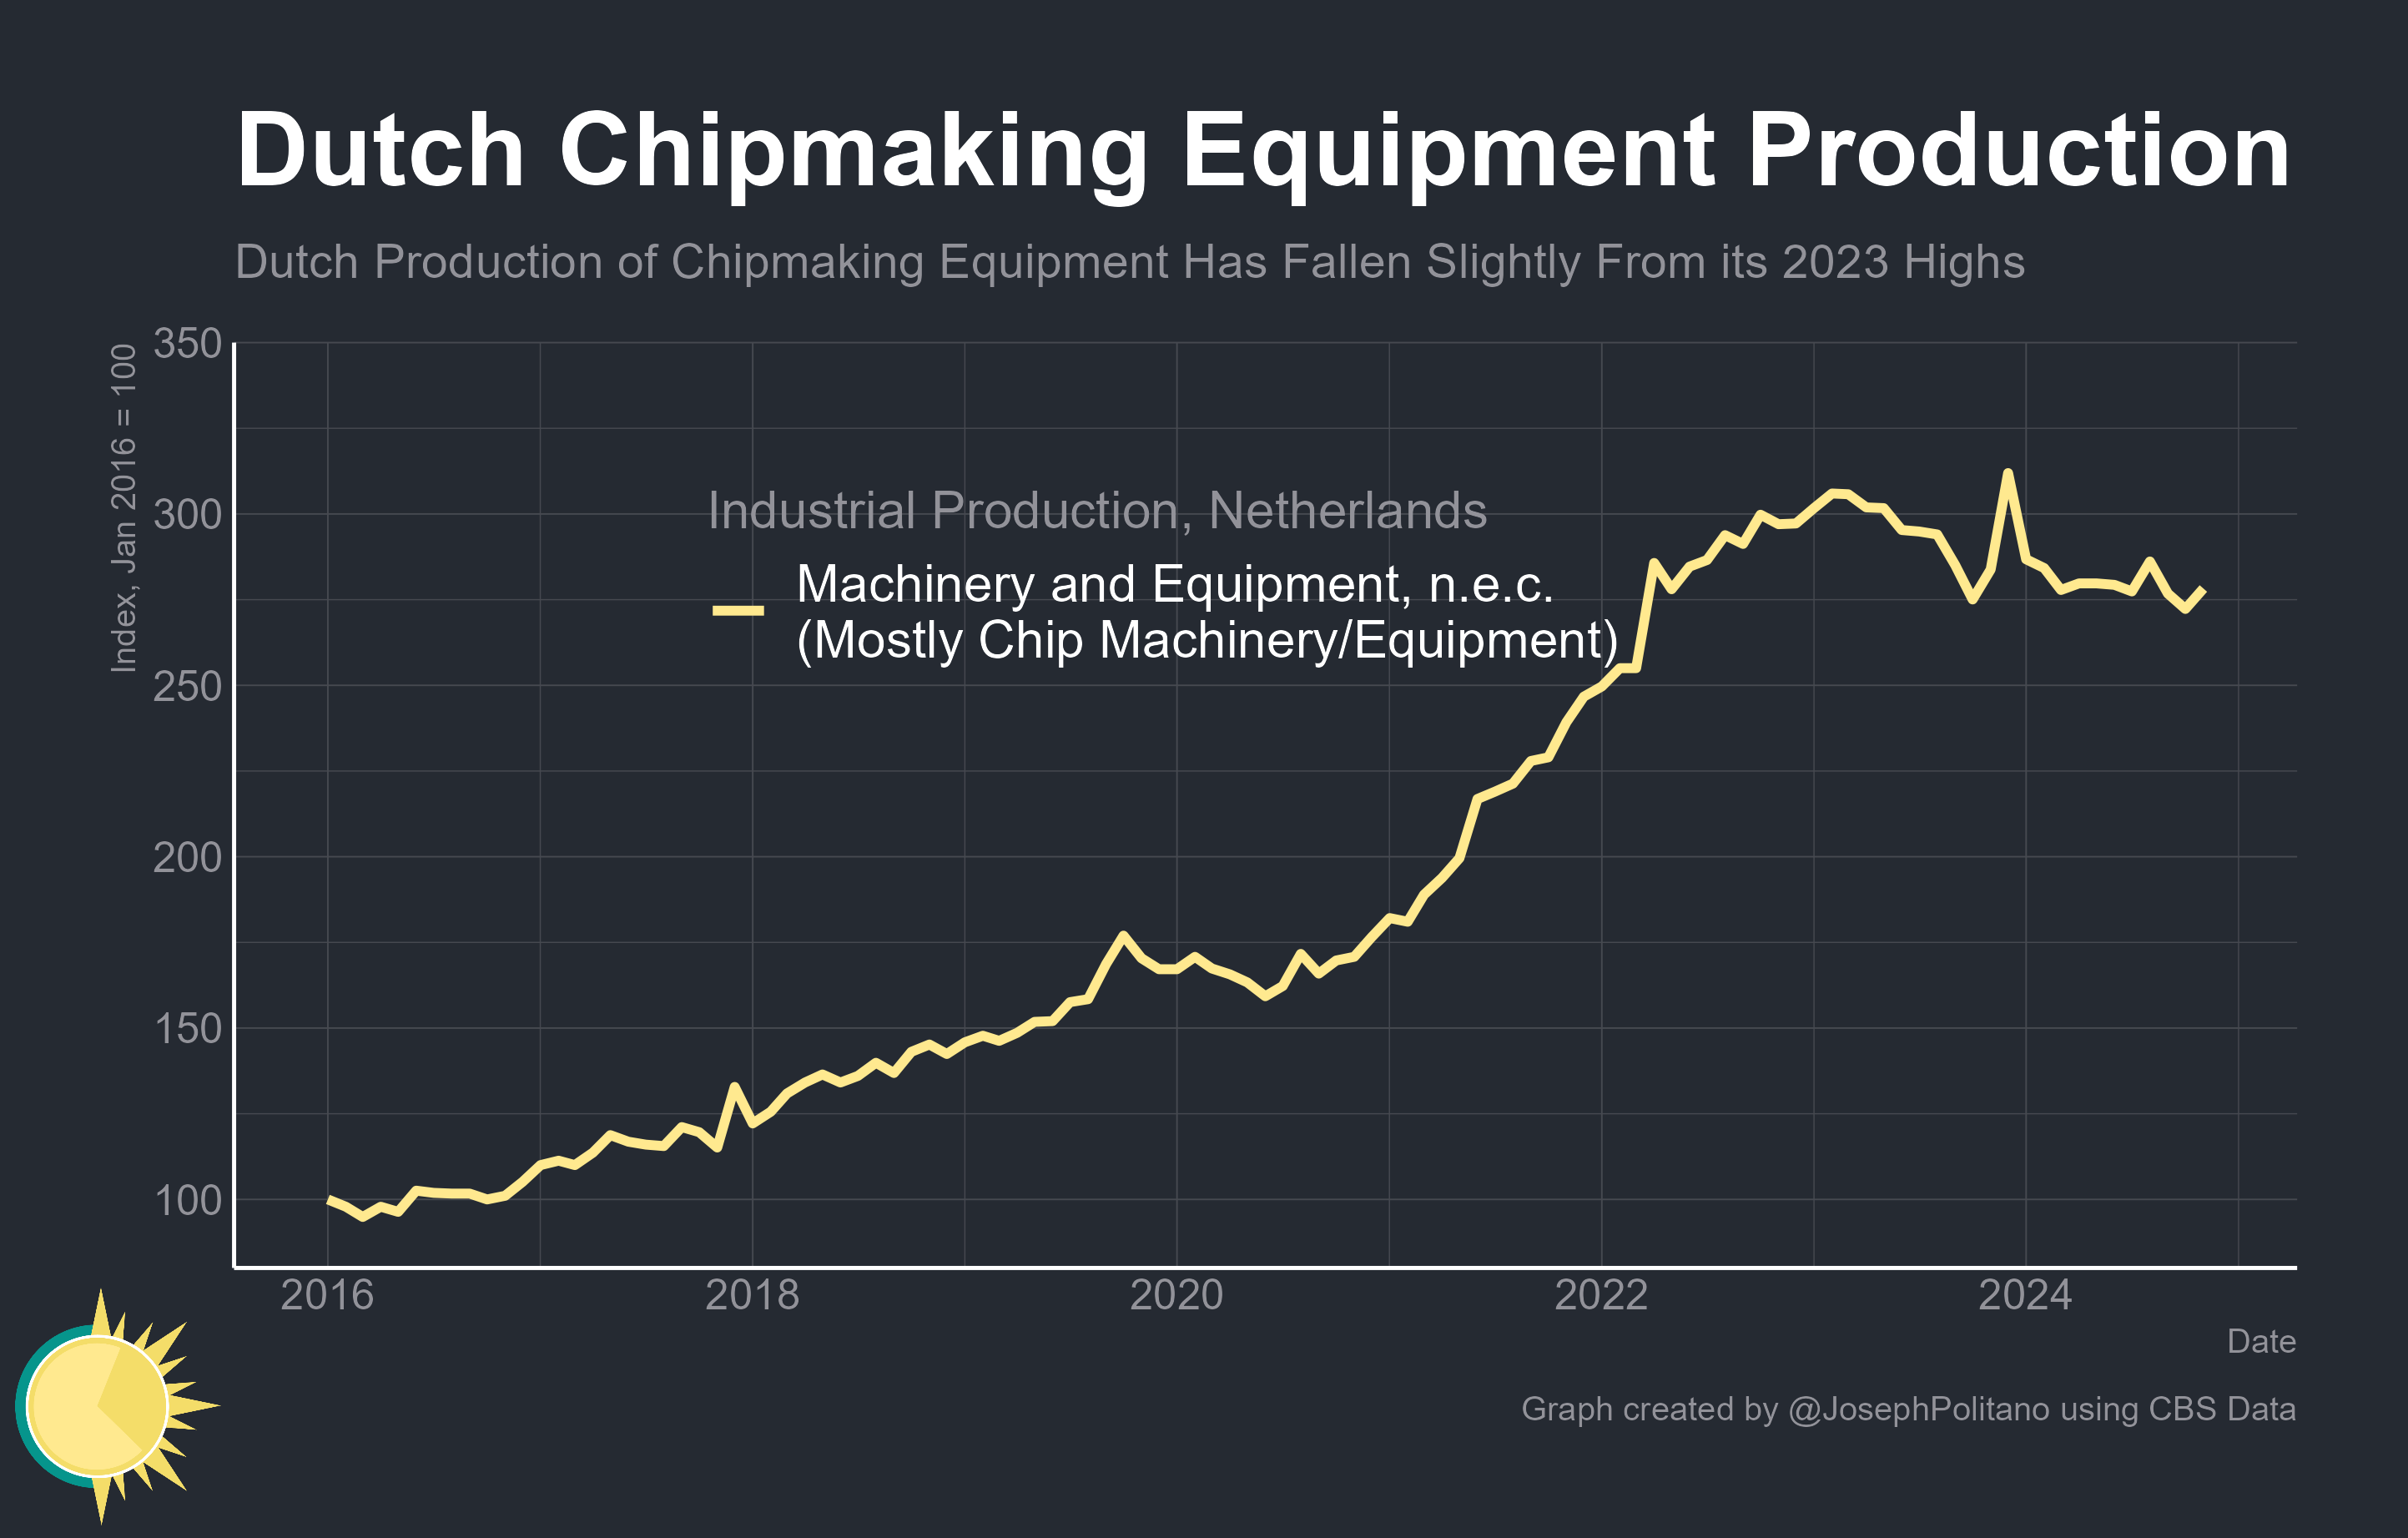 Dutch Chipmaking Equipment Production
Dutch Production of Chipmaking Equipment Has Fallen Slightly From its 2023 Highs
Index, Jan 2016 = 100
350
300
250
200
150
100
Industrial Production, Netherlands
Machinery and Equipment, n.e.c.
(Mostly Chip Machinery/Equipment)
2016
2018
2020
2022
2024
Date
Graph created by @JosephPolitano using CBS Data